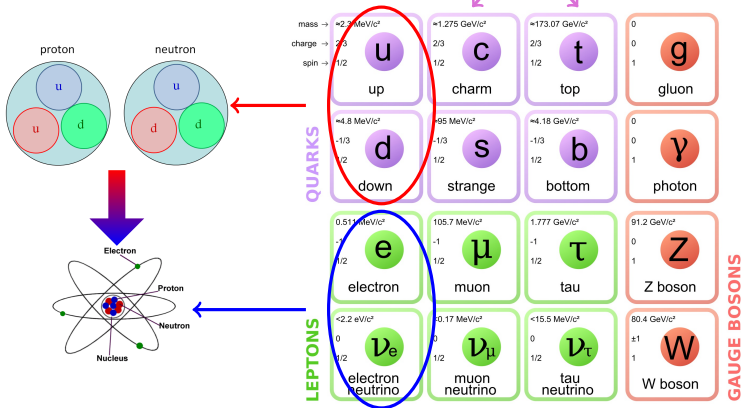 proton
neutron
u
u
d
u
d
d
Electron
Proton
Neutron
Nucleus
mass →
charge →
spin →
≈2.3 MeV/c²
2/3
1/2
u
up
≈1.275 GeV/c²
2/3
1/2
c
charm
≈173.07 GeV/c²
2/3
1/2
t
top
0
0
1
g
gluon
QUARKS
≈4.8 MeV/c²
-1/3
1/2
d
down
≈95 MeV/c²
-1/3
1/2
s
strange
≈4.18 GeV/c²
-1/3
1/2
b
bottom
0
0
1
γ
photon
0.511 MeV/c²
-1
1/2
e
electron
105.7 MeV/c²
-1
1/2
μ
muon
1.777 GeV/c²
-1
1/2
τ
tau
91.2 GeV/c²
0
1
Z
Z boson
LEPTONS
<2.2 eV/c²
0
1/2
νe
electron
neutrino
<0.17 MeV/c²
0
1/2
νμ
muon
neutrino
<15.5 MeV/c²
0
1/2
ντ
tau
neutrino
80.4 GeV/c²
±1
1
W
W boson
GAUGE BOSONS